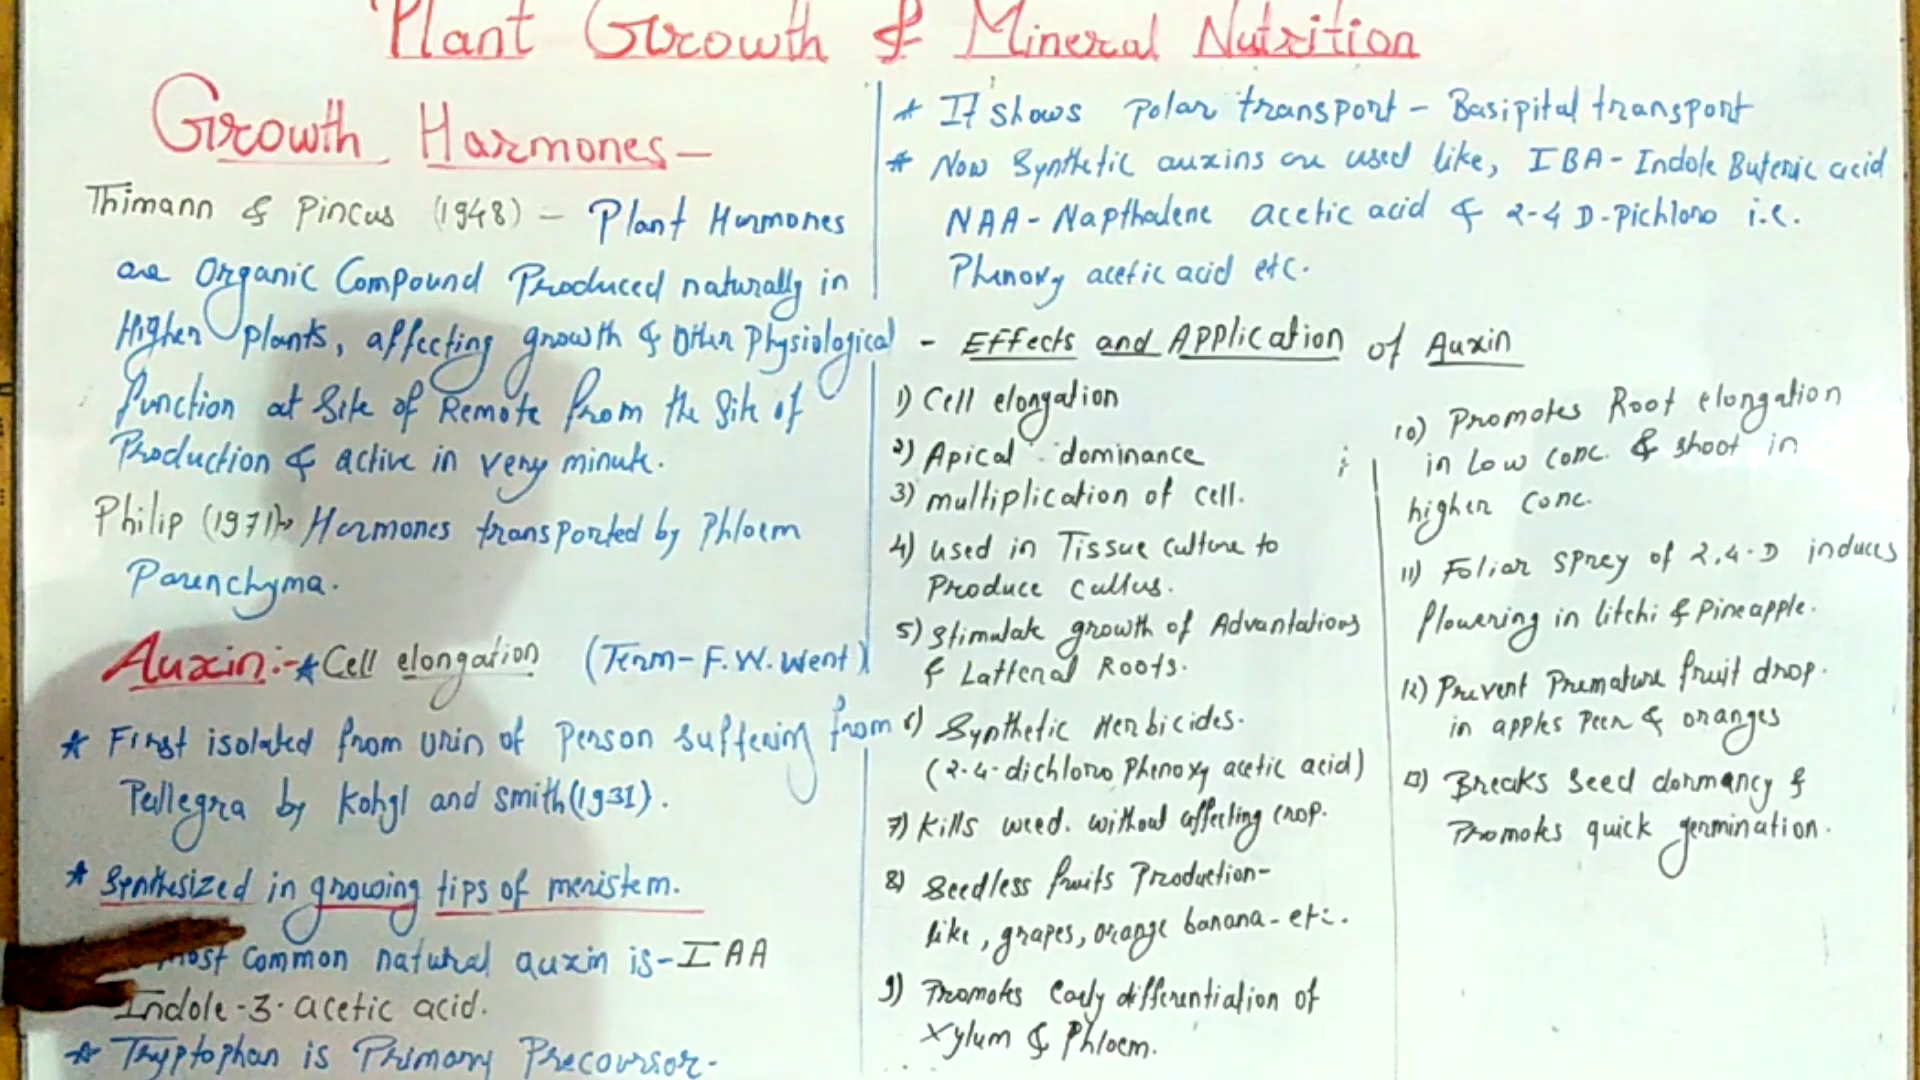 Plant Growth & Mineral Nutrition
Growth Harmones -
Thimann & Pincus (1948) - Plant Harmones
are Organic Compound Produced naturally in
Higher plants, affecting growth & Other Physiological
function at Site of Remote from the Site of
Production & active in very minute.
Philip (1971)→ Harmones transported by Phloem
Parenchyma.
Auxin:- * Cell elongation (Term- F.W. Went)
* First isolated from urin of Person suffering from
Pallegra by Kohgl and Smith (1931).
* Synthesized in growing tips of meristem.
most common natural auxin is - IAA
Indole-3-acetic acid.
* Tryptophan is Primary Precoursor-
* It shows polar transport - Basipital transport
* Now Synthetic auxins are used like, IBA - Indole Buteric acid
NAA - Napthalene acetic acid & 2-4 D-Dichloro i.e.
Phenoxy acetic acid etc.
- Effects and Application of Auxin
1) Cell elongation
2) Apical dominance
3) multiplication of cell.
4) used in Tissue culture to
Produce callus.
5) Stimulate growth of Advantatious
& Latteral Roots.
6) Synthetic Herbicides.
(2-4-dichloro Phenoxy acetic acid)
7) Kills weed. without affecting crop.
8) Seedless fruits Production-
like, grapes, orange banana - etc.
9) Promotes Early differentiation of
Xylum & Phloem.
10) Promotes Root elongation
in Low conc. & shoot in
higher Conc.
11) Foliar sprey of 2,4-D induces
flowering in litchi & pineapple.
12) Prevent Premature fruit drop.
in apples Peer & oranges
13) Breaks Seed dormancy &
Promotes quick germination.